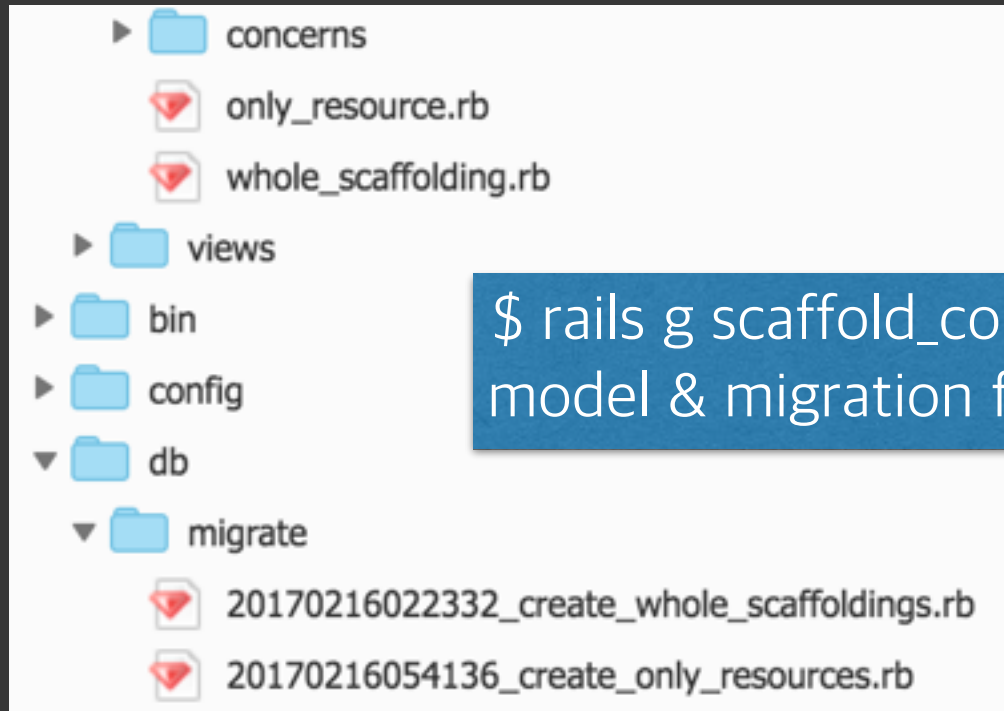 concerns
only_resource.rb
whole_scaffolding.rb
views
bin
$ rails g scaffold_co
config
model & migration f
db
migrate
20170216022332_create_whole_scaffoldings.rb
20170216054136_create_only_resources.rb